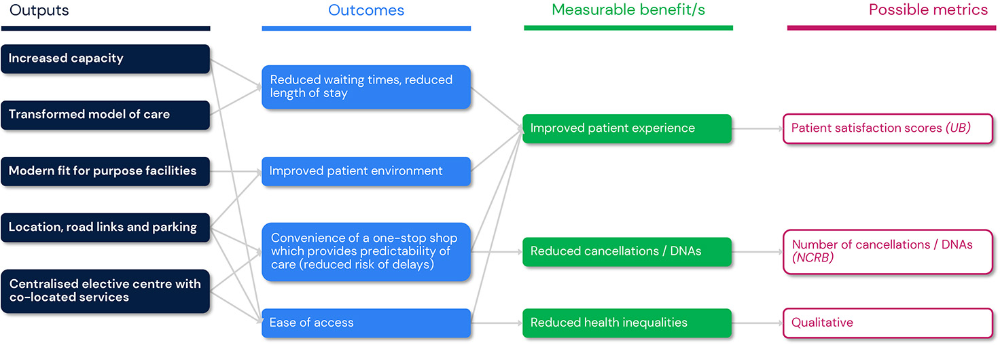 Outputs
Outcomes
Measurable benefit/s
Possible metrics
Increased capacity
Transformed model of care
Modern fit for purpose facilities
Location, road links and parking
Centralised elective centre with
co-located services
Reduced waiting times, reduced
length of stay
Improved patient environment
Convenience of a one-stop shop
which provides predictability of
care (reduced risk of delays)
Ease of access
Improved patient experience
Reduced cancellations / DNAs
Reduced health inequalities
Patient satisfaction scores (UB)
Number of cancellations / DNAs
(NCRB)
Qualitative